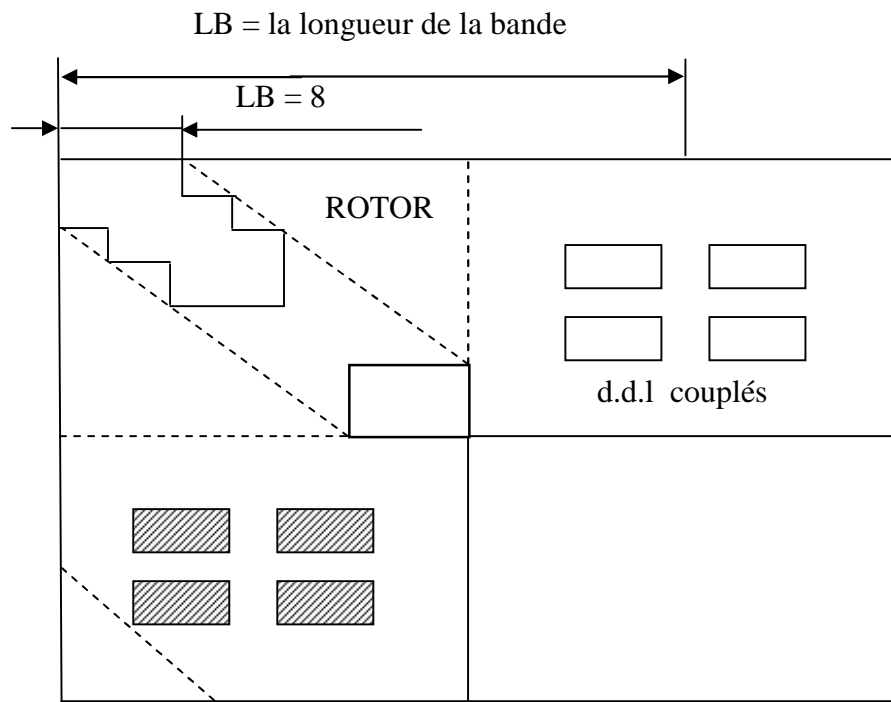 LB = la longueur de la bande
LB = 8
ROTOR
d.d.l couplés